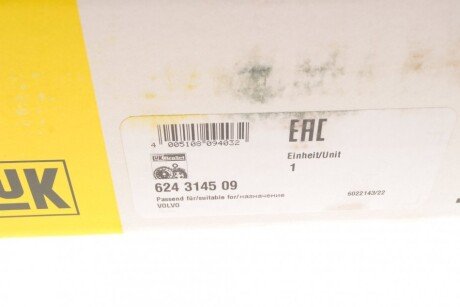 LUK
4 005108 094032
EAC
Einheit/Unit
1
624 3145 09
Passend für/suitable for/назначение
VOLVO
6022143/22